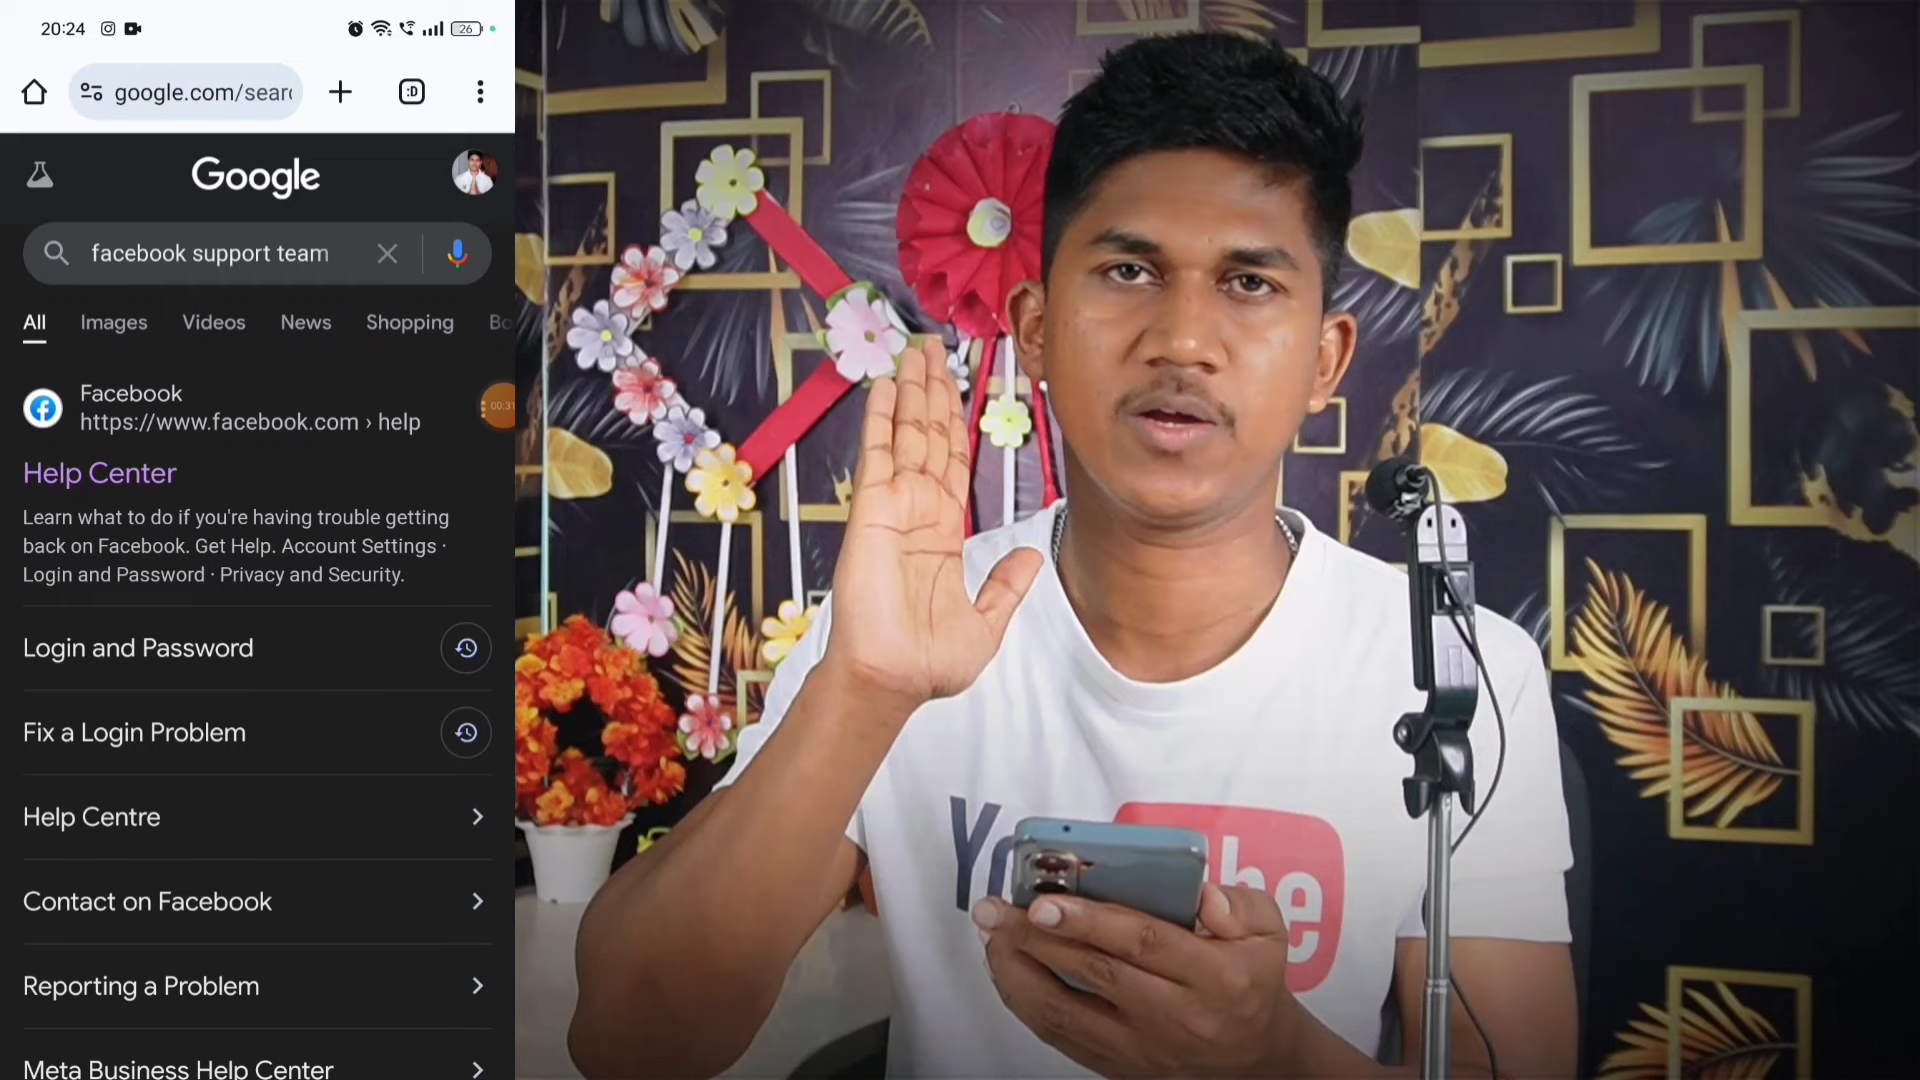 20:24
26
google.com/sear
:D
Google
facebook support team
All Images Videos News Shopping
Facebook
https://www.facebook.com › help
00:31
Help Center
Learn what to do if you're having trouble getting
back on Facebook. Get Help. Account Settings ·
Login and Password · Privacy and Security.
Login and Password
Fix a Login Problem
Help Centre
Contact on Facebook
Reporting a Problem
Meta Business Help Center